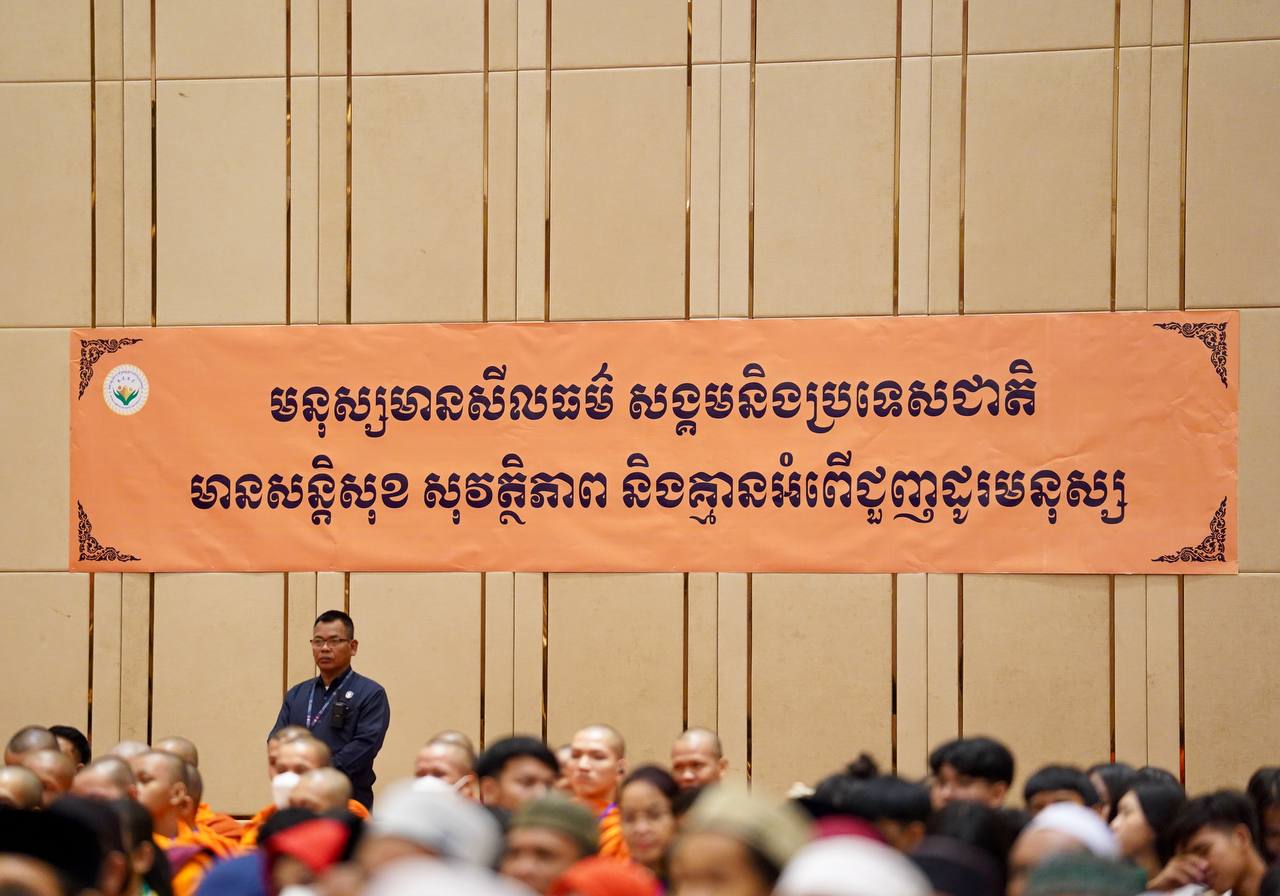 មនុស្សមានសីលធម៌ សង្គមនិងប្រទេសជាតិ
មានសន្តិសុខ សុវត្ថិភាព និងគ្មានអំពើជួញដូរមនុស្ស